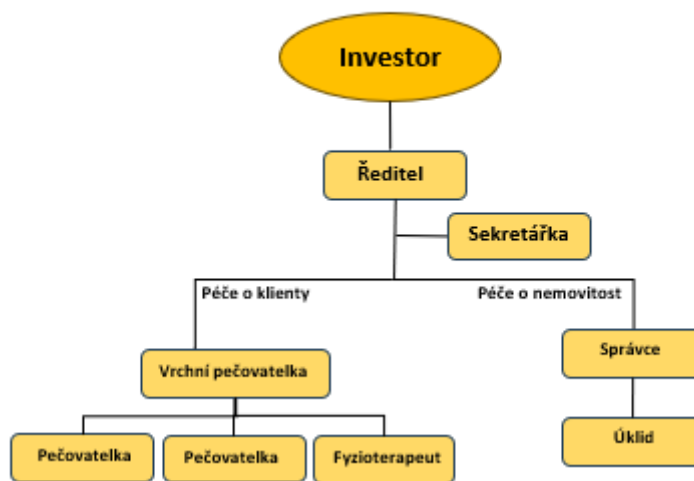 Investor
Ředitel
Sekretářka
Péče o klienty
Péče o nemovitost
Vrchní pečovatelka
Správce
Pečovatelka
Pečovatelka
Fyzioterapeut
Úklid